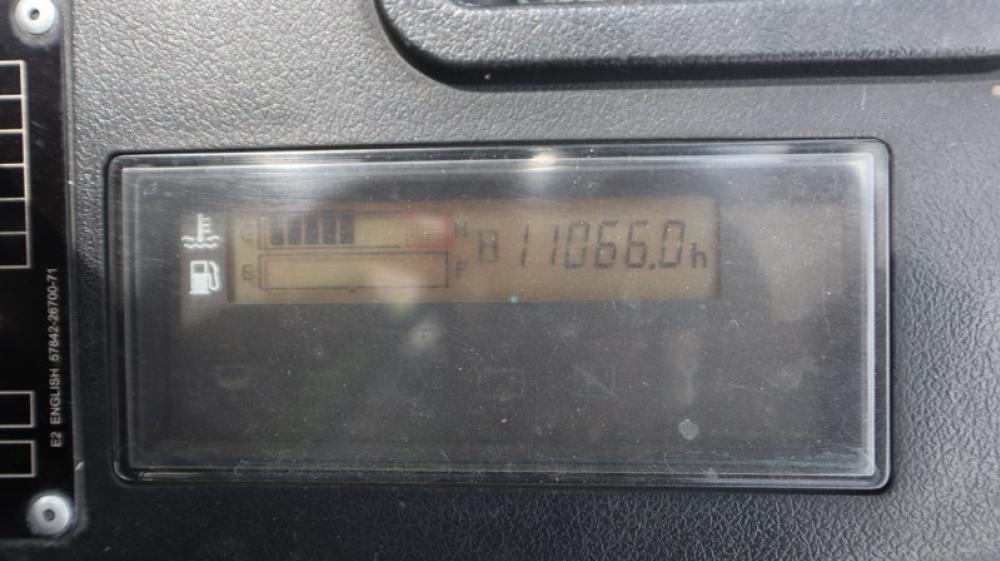 C H 11066.0h
E F
E2 ENGLISH 57842-26700-71